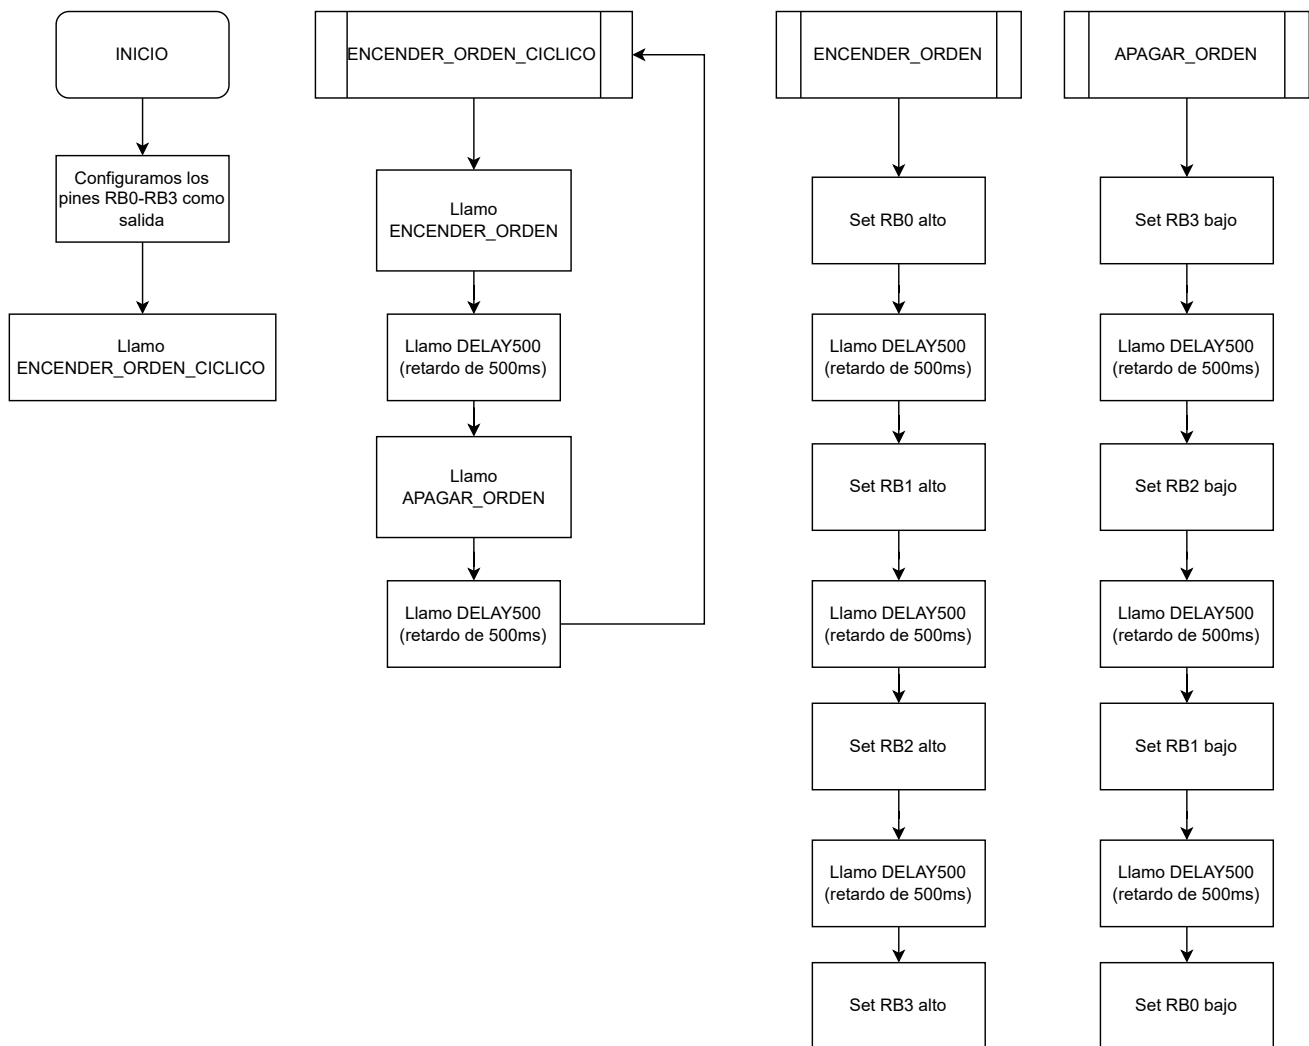 INICIO
Configuramos los
pines RB0-RB3 como
salida
Llamo
ENCENDER_ORDEN_CICLICO
ENCENDER_ORDEN_CICLICO
Llamo
ENCENDER_ORDEN
Llamo DELAY500
(retardo de 500ms)
Llamo
APAGAR_ORDEN
Llamo DELAY500
(retardo de 500ms)
ENCENDER_ORDEN
Set RB0 alto
Llamo DELAY500
(retardo de 500ms)
Set RB1 alto
Llamo DELAY500
(retardo de 500ms)
Set RB2 alto
Llamo DELAY500
(retardo de 500ms)
Set RB3 alto
APAGAR_ORDEN
Set RB3 bajo
Llamo DELAY500
(retardo de 500ms)
Set RB2 bajo
Llamo DELAY500
(retardo de 500ms)
Set RB1 bajo
Llamo DELAY500
(retardo de 500ms)
Set RB0 bajo